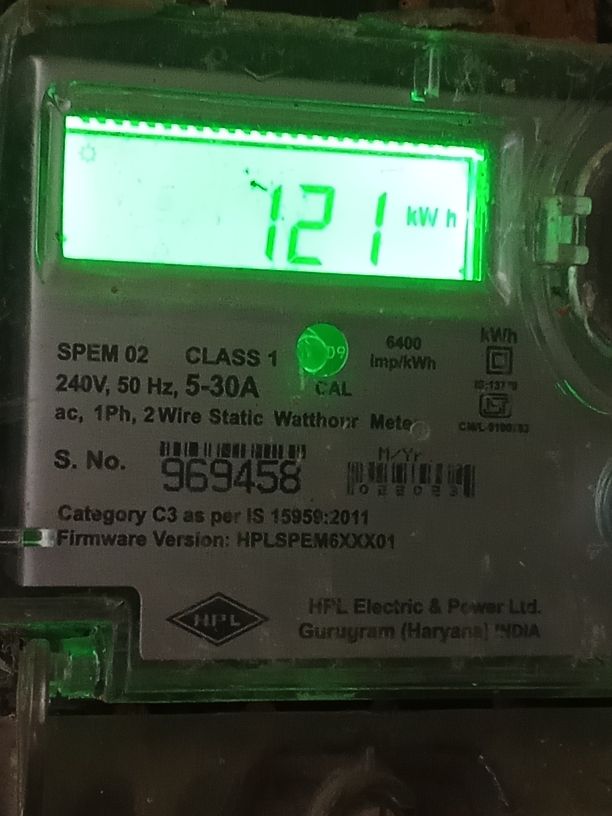 121 kWh
SPEM 02 CLASS 1
09
CAL
6400
imp/kWh
kWh
240V, 50 Hz, 5-30A
ac, 1Ph, 2 Wire Static Watthour Meter
S. No.
969458
M/Yr
022023
Category C3 as per IS 15959:2011
Firmware Version: HPLSPEM6XXX01
HPL
HPL Electric & Power Ltd.
Gurugram (Haryana) INDIA